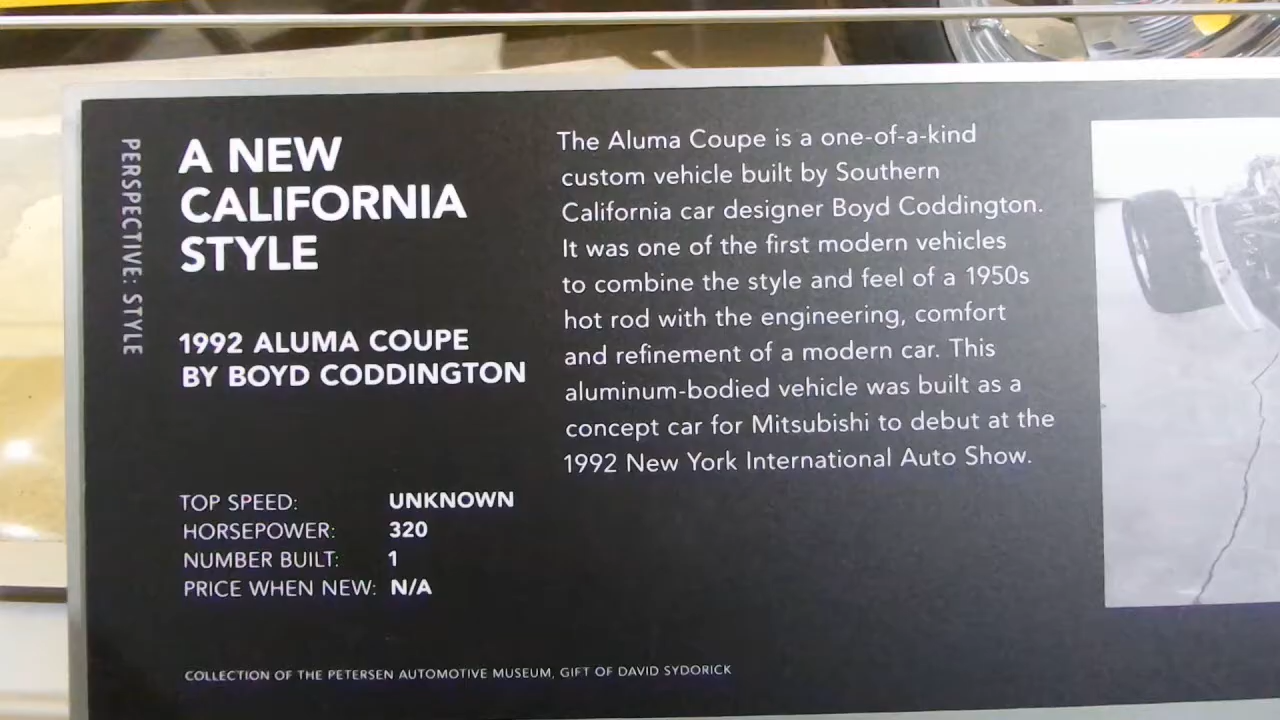 PERSPECTIVE: STYLE
A NEW
CALIFORNIA
STYLE
1992 ALUMA COUPE
BY BOYD CODDINGTON
TOP SPEED: UNKNOWN
HORSEPOWER: 320
NUMBER BUILT: 1
PRICE WHEN NEW: N/A
The Aluma Coupe is a one-of-a-kind
custom vehicle built by Southern
California car designer Boyd Coddington.
It was one of the first modern vehicles
to combine the style and feel of a 1950s
hot rod with the engineering, comfort
and refinement of a modern car. This
aluminum-bodied vehicle was built as a
concept car for Mitsubishi to debut at the
1992 New York International Auto Show.
COLLECTION OF THE PETERSEN AUTOMOTIVE MUSEUM, GIFT OF DAVID SYDORICK